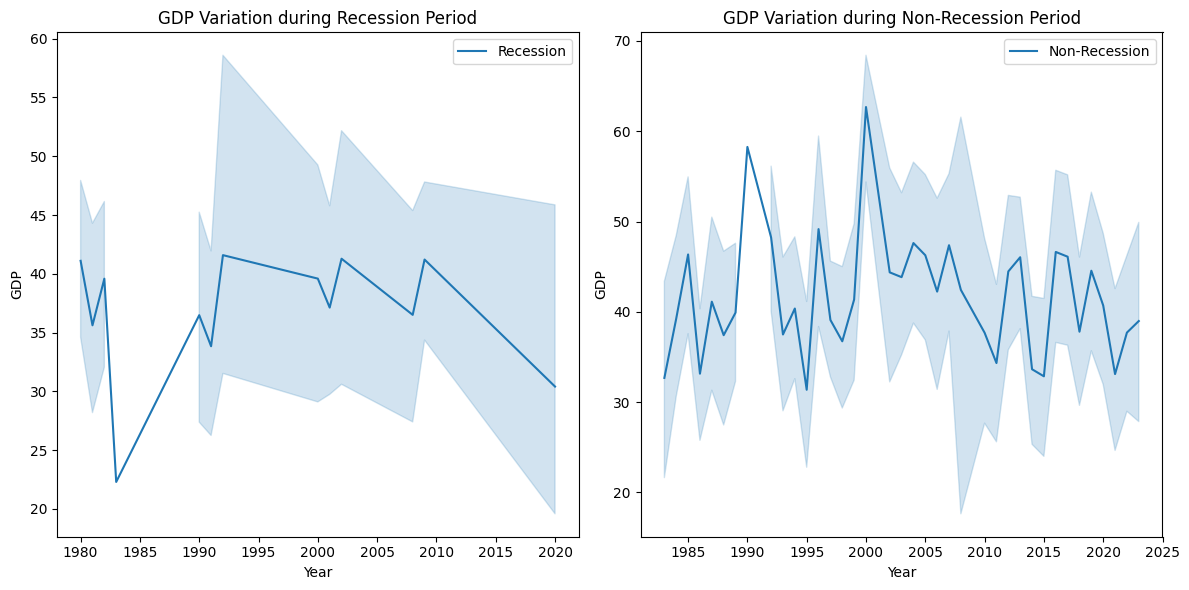 GDP Variation during Recession Period
60
55
50
45
40
35
30
25
20
GDP
1980 1985 1990 1995 2000 2005 2010 2015 2020
Year
Recession
GDP Variation during Non-Recession Period
70
60
50
40
30
20
GDP
1985 1990 1995 2000 2005 2010 2015 2020 2025
Year
Non-Recession